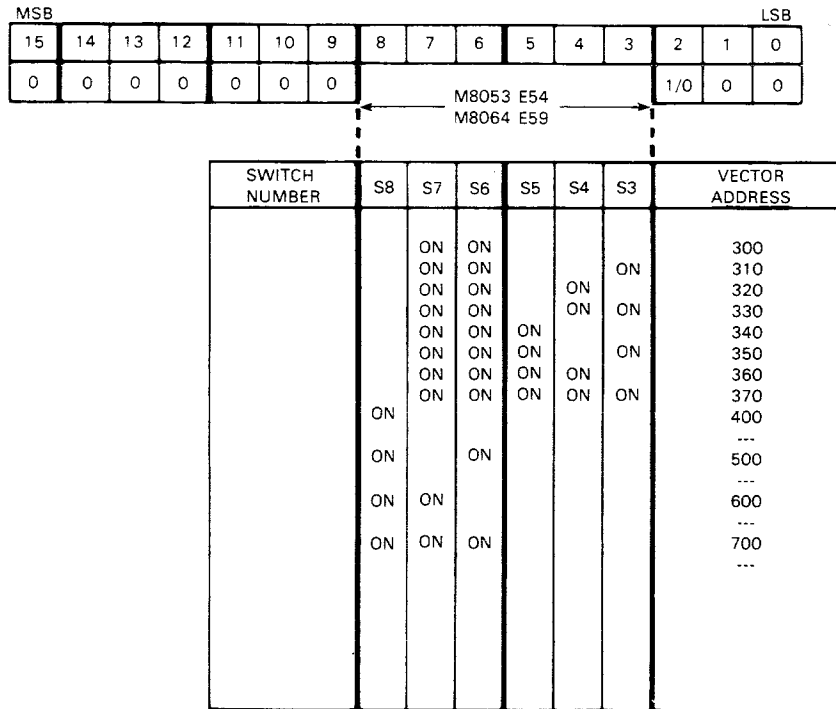 MSB LSB
15 14 13 12 11 10 9 8 7 6 5 4 3 2 1 0
0 0 0 0 0 0 0 1/0 0 0
M8053 E54
M8064 E59
SWITCH NUMBER S8 S7 S6 S5 S4 S3 VECTOR ADDRESS
ON ON 300
ON ON ON 310
ON ON ON 320
ON ON ON ON 330
ON ON ON 340
ON ON ON ON 350
ON ON ON ON 360
ON ON ON ON ON 370
ON 400
---
ON ON 500
---
ON ON 600
---
ON ON ON 700
---